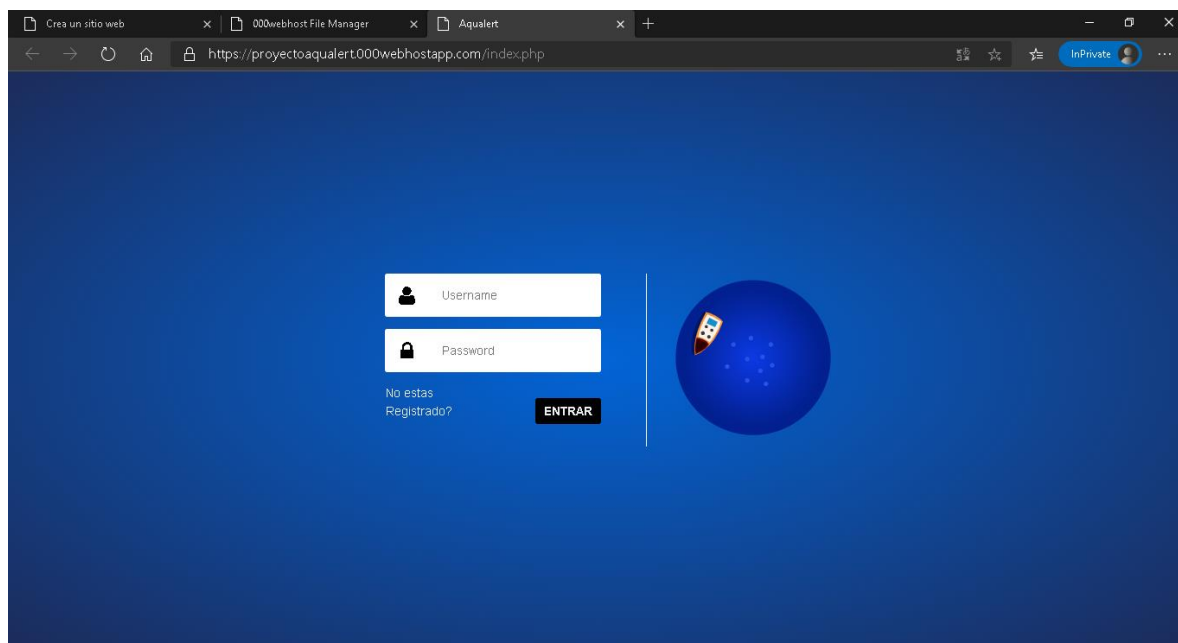 Crea un sitio web
000webhost File Manager
Aqualert
https://proyectoaqualert.000webhostapp.com/index.php
InPrivate
Username
Password
No estas
Registrado?
ENTRAR